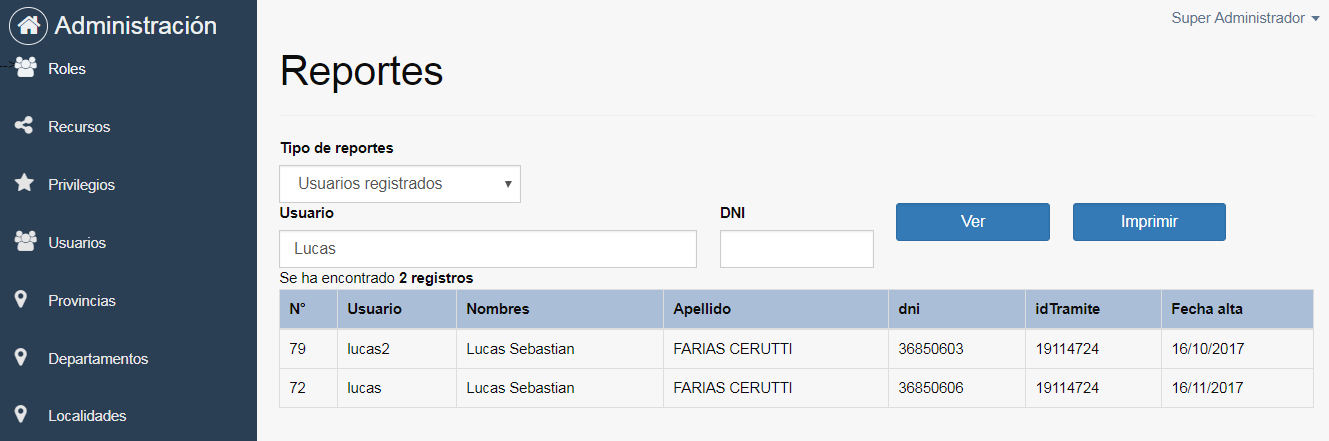 Administración
Super Administrador
--> Roles
Recursos
Privilegios
Usuarios
Provincias
Departamentos
Localidades
Reportes
Tipo de reportes
Usuarios registrados
Usuario DNI
Lucas
Ver Imprimir
Se ha encontrado 2 registros
N° Usuario Nombres Apellido dni idTramite Fecha alta
79 lucas2 Lucas Sebastian FARIAS CERUTTI 36850603 19114724 16/10/2017
72 lucas Lucas Sebastian FARIAS CERUTTI 36850606 19114724 16/11/2017